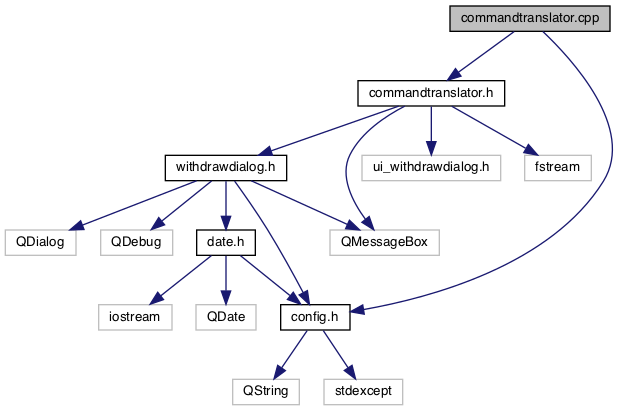 commandtranslator.cpp
commandtranslator.h
withdrawdialog.h
ui_withdrawdialog.h
fstream
QDialog
QDebug
date.h
QMessageBox
iostream
QDate
config.h
QString
stdexcept